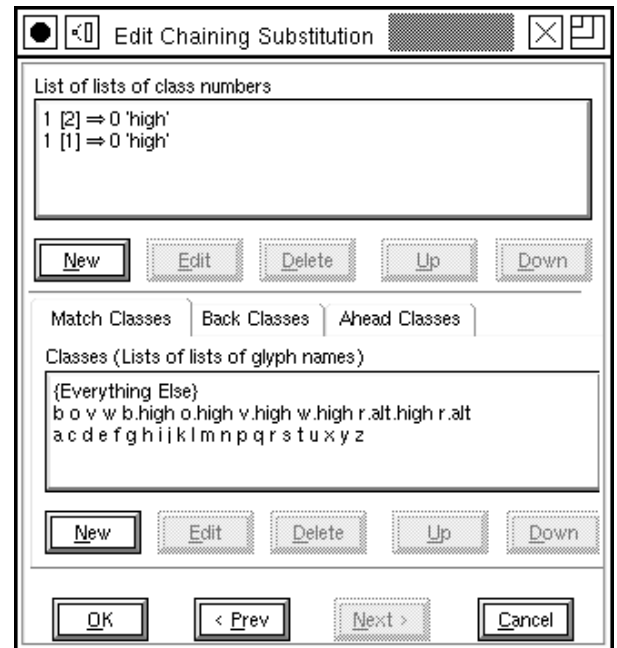 Edit Chaining Substitution
List of lists of class numbers
1 [2] ⇒ 0 'high'
1 [1] ⇒ 0 'high'
New Edit Delete Up Down
Match Classes Back Classes Ahead Classes
Classes (Lists of lists of glyph names)
{Everything Else}
b o v w b.high o.high v.high w.high r.alt.high r.alt
a c d e f g h i j k l m n p q r s t u x y z
New Edit Delete Up Down
OK < Prev Next > Cancel